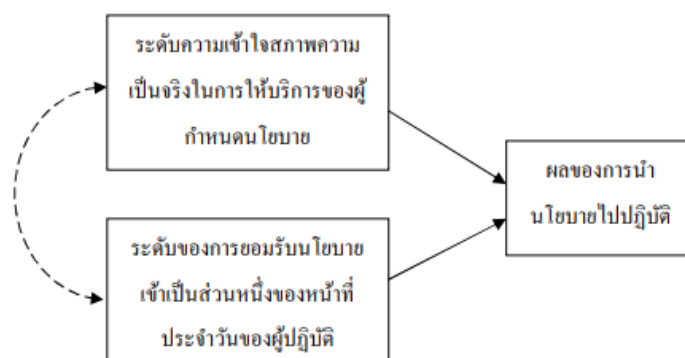 ระดับความเข้าใจสภาพความ
เป็นจริงในการให้บริการของผู้
กำหนดนโยบาย
ผลของการนำ
นโยบายไปปฏิบัติ
ระดับของการยอมรับนโยบาย
เข้าเป็นส่วนหนึ่งของหน้าที่
ประจำวันของผู้ปฏิบัติ